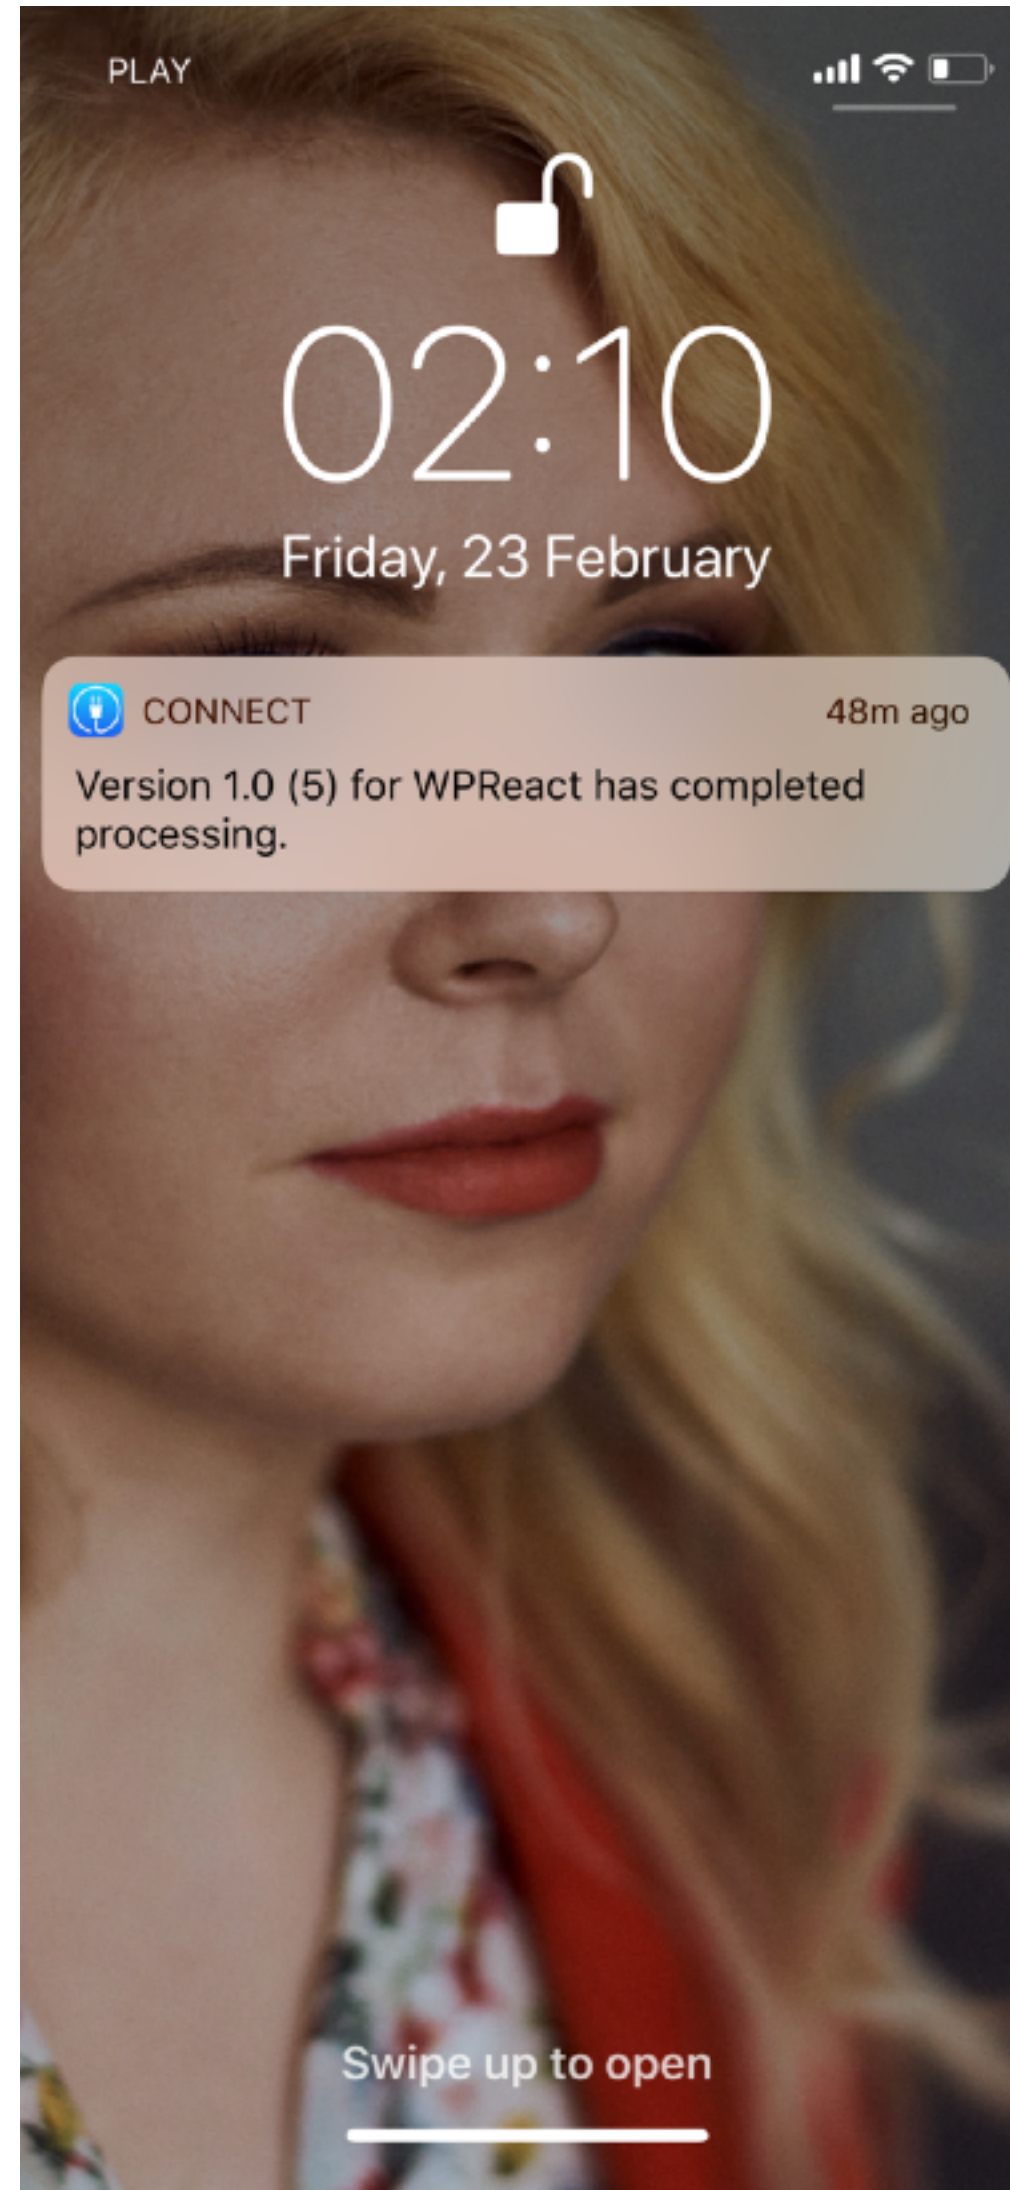 PLAY
02:10
Friday, 23 February
CONNECT
48m ago
Version 1.0 (5) for WPReact has completed
processing.
Swipe up to open